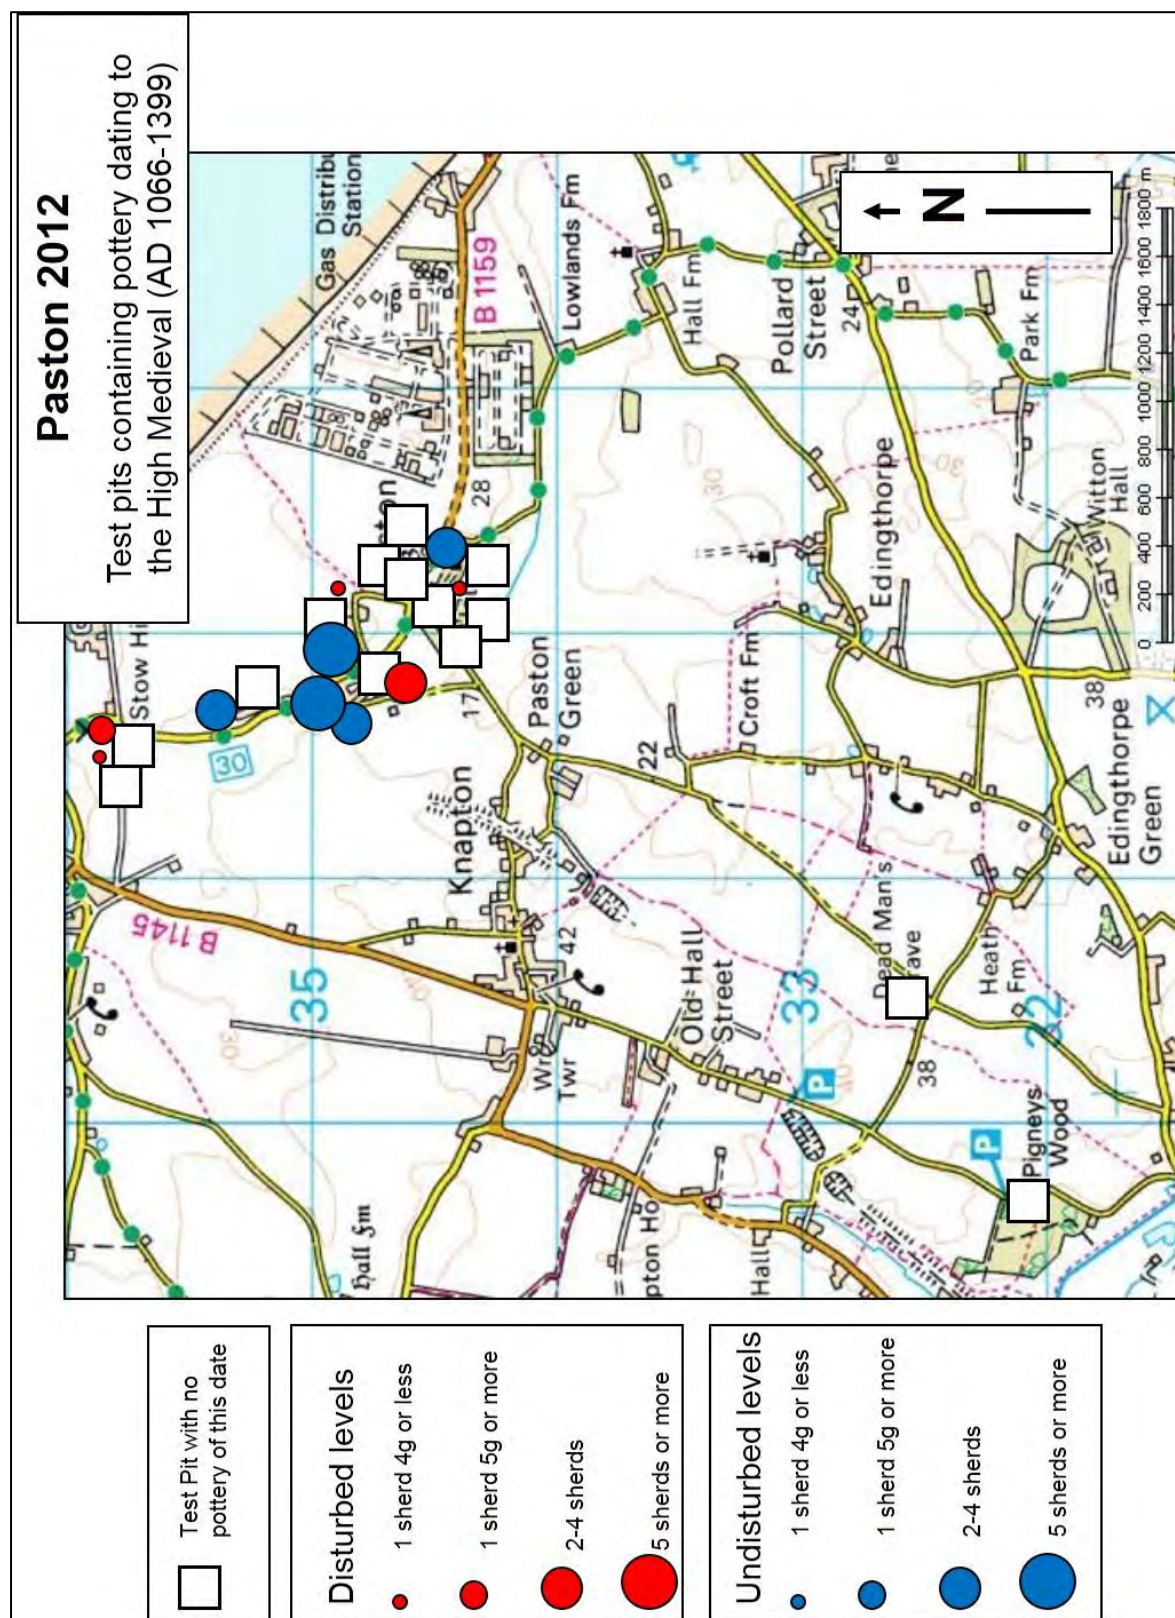 Paston 2012
Test pits containing pottery dating to
the High Medieval (AD 1066-1399)
Gas Distribu
Station
B 1159
Lowlands Fm
Hall Fm
Pollard
Street
24
N
Park Fm
Stow Hi
ston
28
30
17
Paston
Green
Knapton
22
Croft Fm
Edingthorpe
30
Witton
Hall
38
Edingthorpe
Green
B 1145
35
42
Old Hall
Street
33
Dead Man's
rave
Heath
Fm
32
30
40
40
Wr
Twr
38
P
P
Pigneys
Wood
Hall Fm
pton Ho
Hall
0 200 400 600 800 1000 1200 1400 1600 1800 m
Test Pit with no
pottery of this date
Disturbed levels
1 sherd 4g or less
1 sherd 5g or more
2-4 sherds
5 sherds or more
Undisturbed levels
1 sherd 4g or less
1 sherd 5g or more
2-4 sherds
5 sherds or more